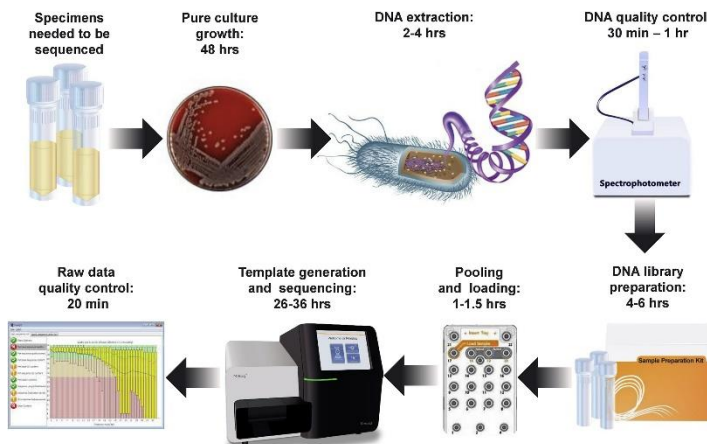 Specimens
needed to be
sequenced
Pure culture
growth:
48 hrs
DNA extraction:
2-4 hrs
DNA quality control:
30 min – 1 hr
Spectrophotometer
Raw data
quality control:
20 min
Template generation
and sequencing:
26-36 hrs
Pooling
and loading:
1-1.5 hrs
DNA library
preparation:
4-6 hrs
Load Samples
Sample Preparation Kit